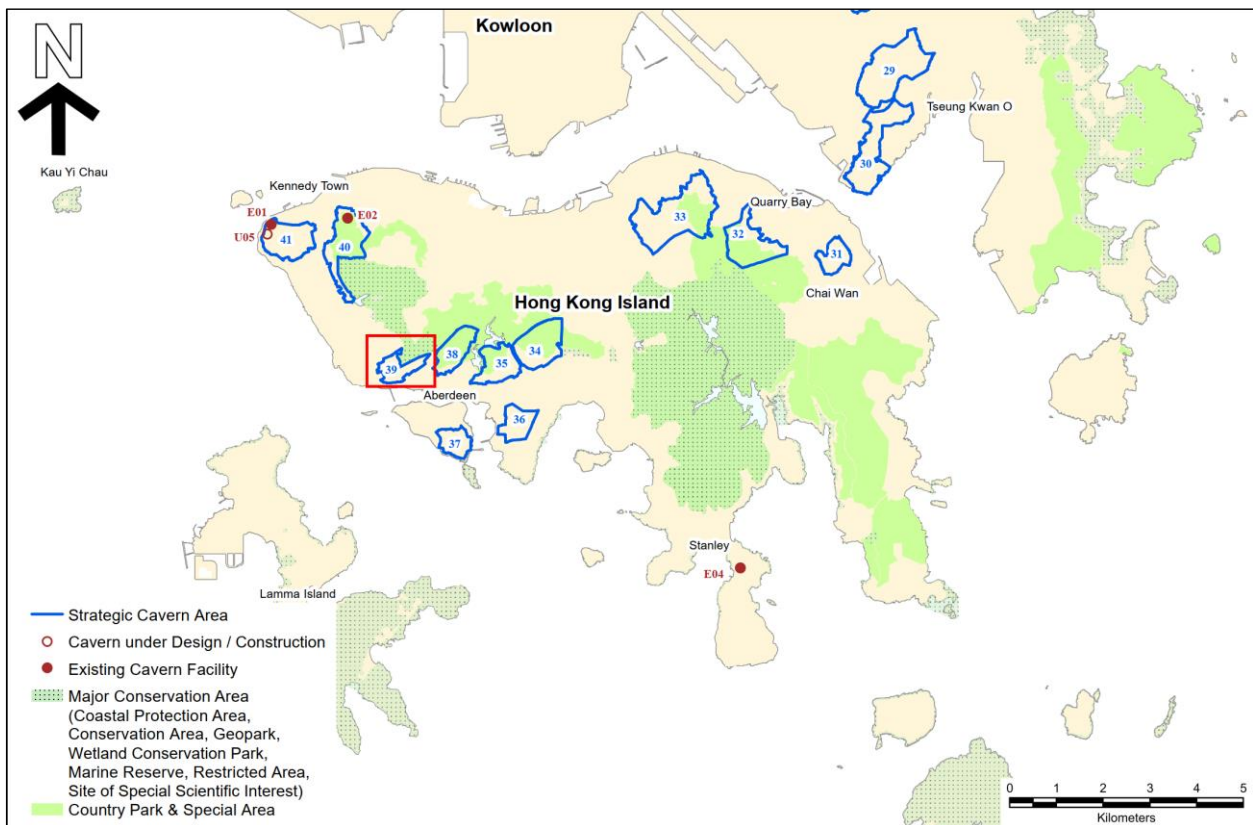 Kowloon
N
29
Tseung Kwan O
30
Kau Yi Chau
Kennedy Town
E01
E02
U05
41
40
33
Quarry Bay
32
31
Chai Wan
Hong Kong Island
39
38
35
34
Aberdeen
36
37
Stanley
E04
Lamma Island
Strategic Cavern Area
Cavern under Design / Construction
Existing Cavern Facility
Major Conservation Area
(Coastal Protection Area,
Conservation Area, Geopark,
Wetland Conservation Park,
Marine Reserve, Restricted Area,
Site of Special Scientific Interest)
Country Park & Special Area
0 1 2 3 4 5
Kilometers